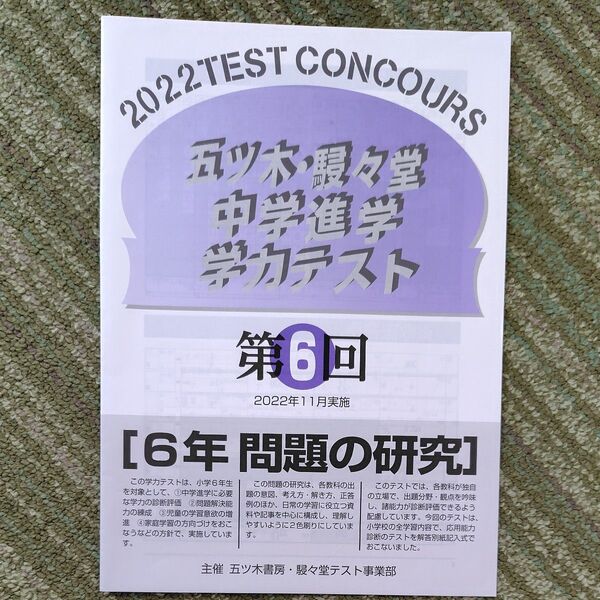 2022TEST CONCOURS
五ツ木・駸々堂
中学進学
学力テスト
第6回
2022年11月実施
[6年 問題の研究]
この学力テストは、小学6年生
を対象として、①中学進学に必要
な学力の診断評価 ②問題解決能
力の練成 ③児童の学習意欲の増
進 ④家庭学習の方向づけをおこ
なうなどの方針で、実施していま
す。
この問題の研究は、各教科の出
題の意図、考え方・解き方、正答
例のほか、日常の学習に役立つ資
料や記事を中心に構成し、理解し
やすいように2色刷りにしていま
す。
このテストでは、各教科が独自
の立場で、出題分野・観点を吟味
し、諸能力が診断評価できるよう
配慮しています。今回のテストは、
小学校の全学習内容で、応用能力
診断のテストを解答別紙記入式で
おこないました。
主催 五ツ木書房・駸々堂テスト事業部